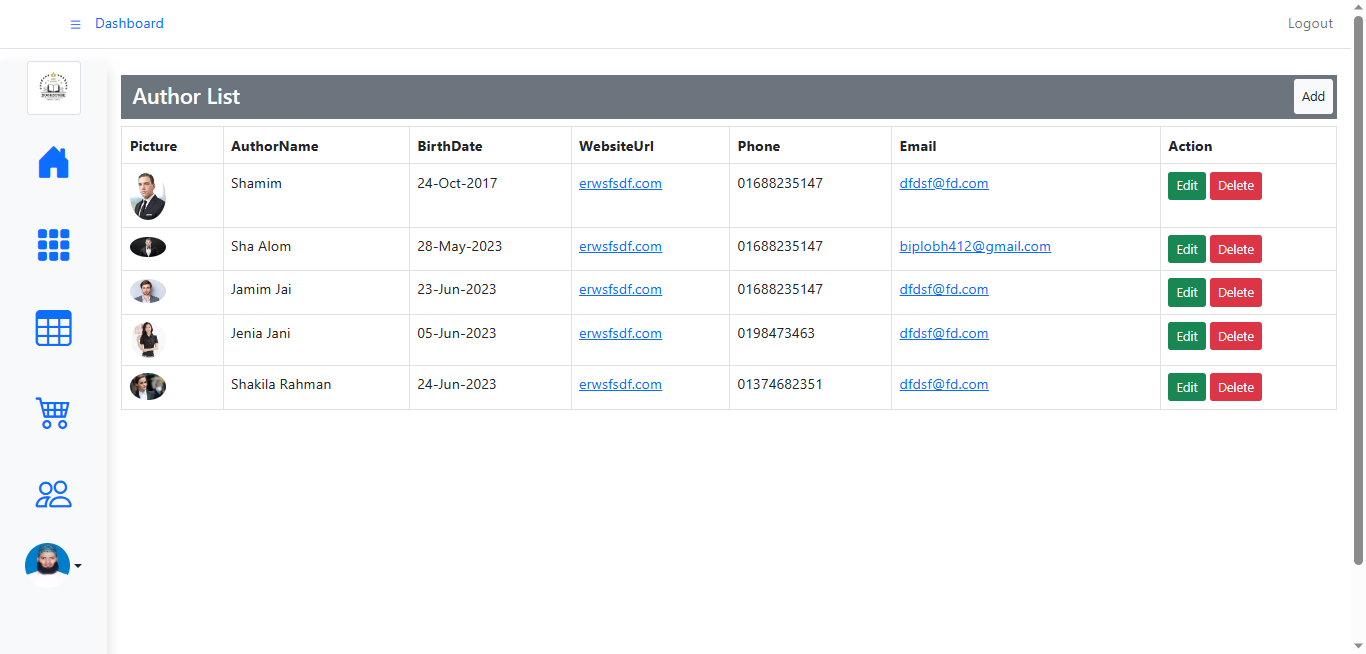 Dashboard
Logout
Author List
Add
Picture AuthorName BirthDate WebsiteUrl Phone Email Action
Shamim 24-Oct-2017 erwsfsdf.com 01688235147 dfdsf@fd.com Edit Delete
Sha Alom 28-May-2023 erwsfsdf.com 01688235147 biplobh412@gmail.com Edit Delete
Jamim Jai 23-Jun-2023 erwsfsdf.com 01688235147 dfdsf@fd.com Edit Delete
Jenia Jani 05-Jun-2023 erwsfsdf.com 0198473463 dfdsf@fd.com Edit Delete
Shakila Rahman 24-Jun-2023 erwsfsdf.com 01374682351 dfdsf@fd.com Edit Delete